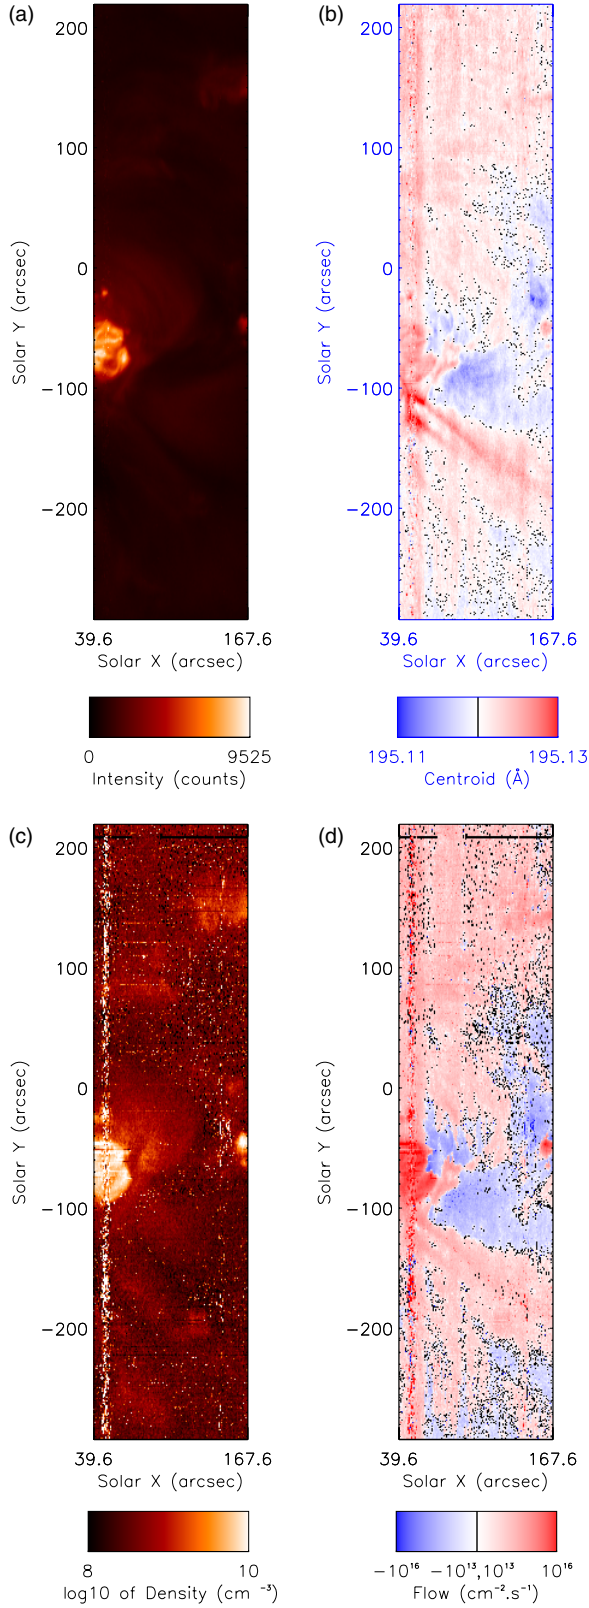 (a)
(b)
200
100
0
−100
−200
Solar Y (arcsec)
39.6
167.6
Solar X (arcsec)
0
9525
Intensity (counts)
200
100
0
−100
−200
Solar Y (arcsec)
39.6
167.6
Solar X (arcsec)
195.11
195.13
Centroid (Å)
(c)
(d)
200
100
0
−100
−200
Solar Y (arcsec)
39.6
167.6
Solar X (arcsec)
8
10
log10 of Density (cm ⁻³)
200
100
0
−100
−200
Solar Y (arcsec)
39.6
167.6
Solar X (arcsec)
−10¹⁶
−10¹³,10¹³
10¹⁶
Flow (cm⁻².s⁻¹)